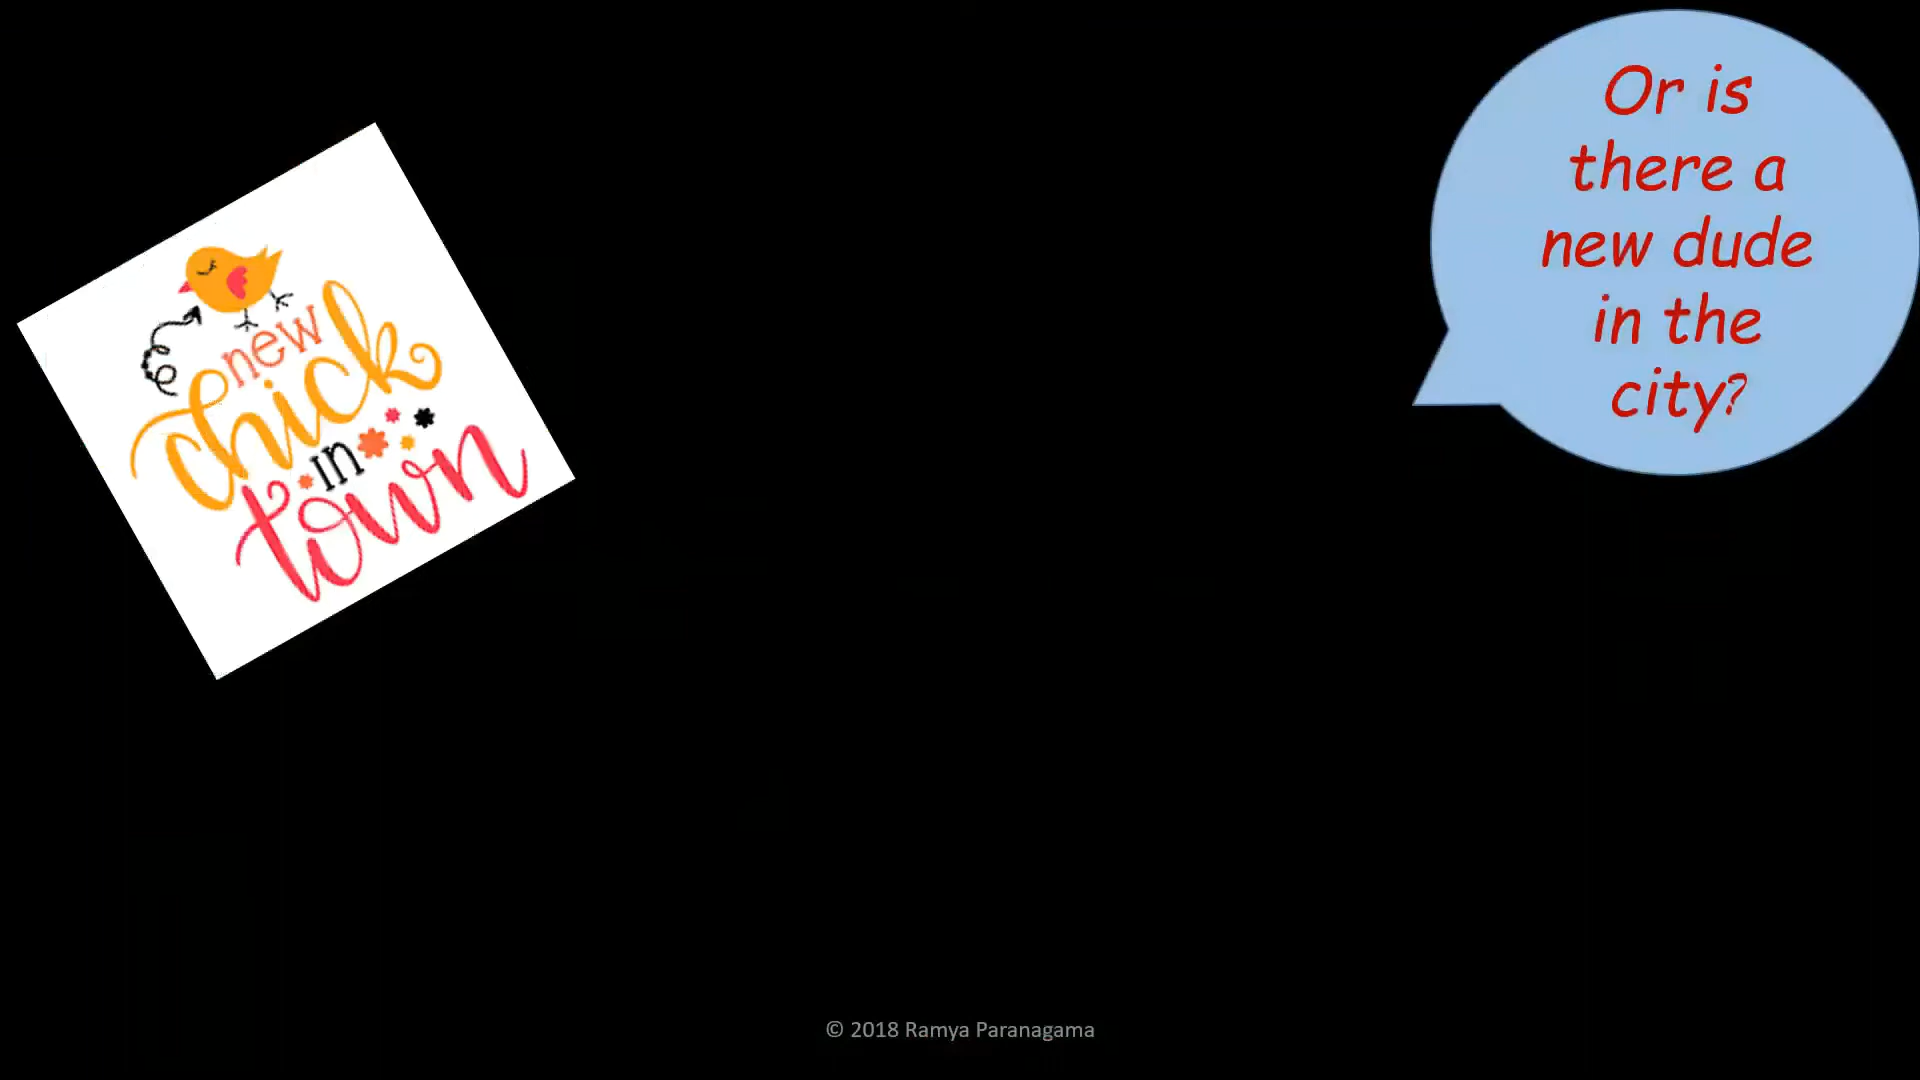 new
chick
in
town
Or is
there a
new dude
in the
city?
© 2018 Ramya Paranagama